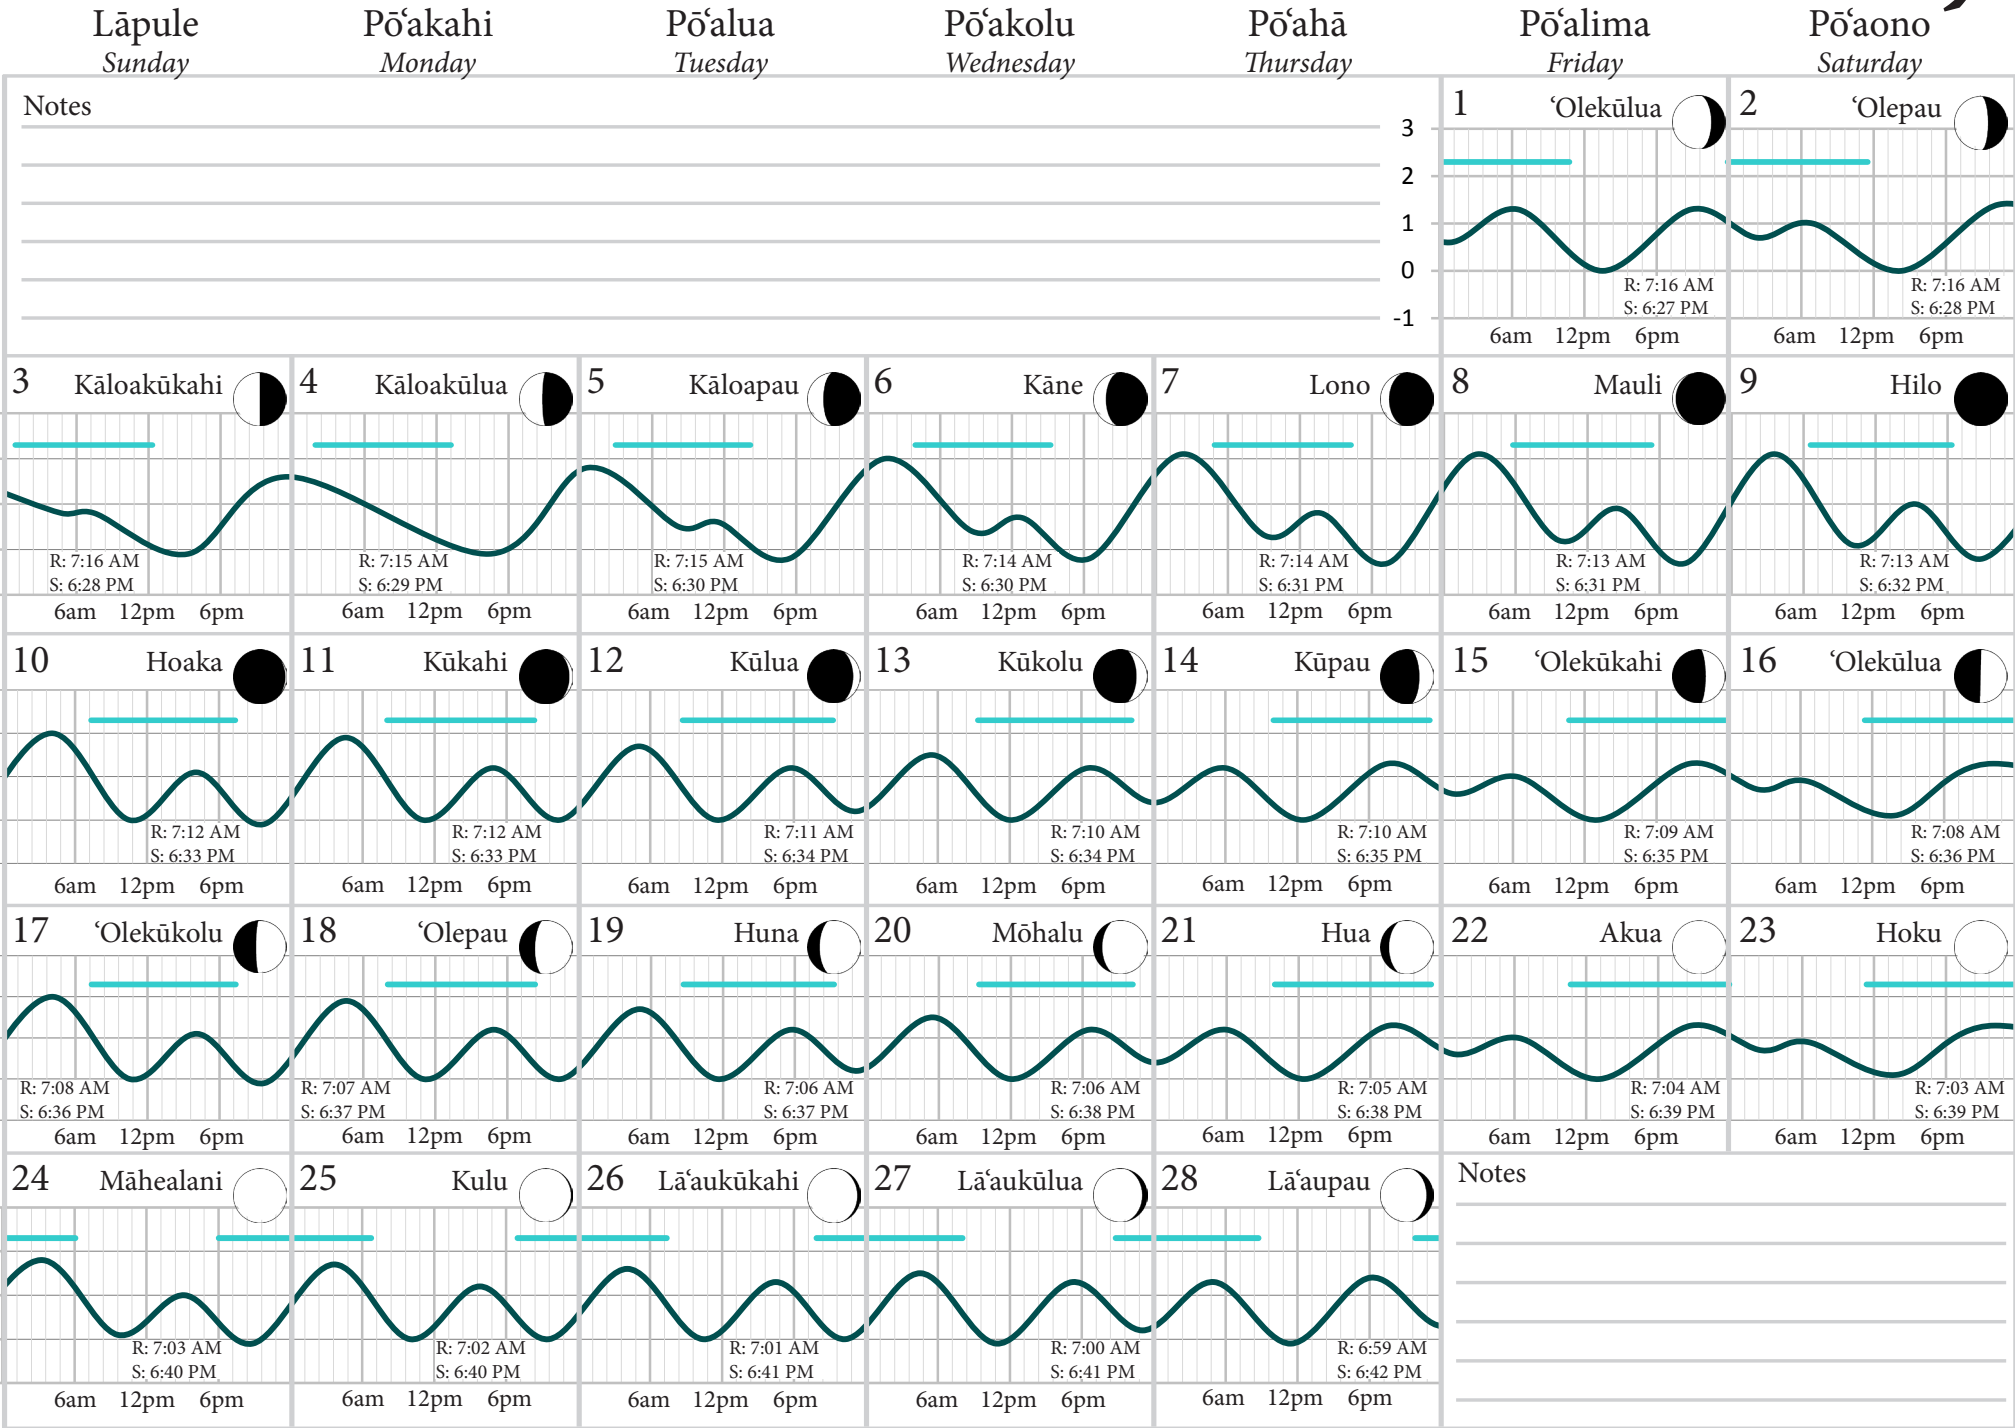 Lāpule Pōʻakahi Pōʻalua Pōʻakolu Pōʻahā Pōʻalima Pōʻaono
Sunday Monday Tuesday Wednesday Thursday Friday Saturday
Notes
3
2
1
0
-1
1 ʻOlekūlua
R: 7:16 AM
S: 6:27 PM
6am 12pm 6pm
2 ʻOlepau
R: 7:16 AM
S: 6:28 PM
6am 12pm 6pm
3 Kāloakūkahi
R: 7:16 AM
S: 6:28 PM
6am 12pm 6pm
4 Kāloakūlua
R: 7:15 AM
S: 6:29 PM
6am 12pm 6pm
5 Kāloapau
R: 7:15 AM
S: 6:30 PM
6am 12pm 6pm
6 Kāne
R: 7:14 AM
S: 6:30 PM
6am 12pm 6pm
7 Lono
R: 7:14 AM
S: 6:31 PM
6am 12pm 6pm
8 Mauli
R: 7:13 AM
S: 6:31 PM
6am 12pm 6pm
9 Hilo
R: 7:13 AM
S: 6:32 PM
6am 12pm 6pm
10 Hoaka
R: 7:12 AM
S: 6:33 PM
6am 12pm 6pm
11 Kūkahi
R: 7:12 AM
S: 6:33 PM
6am 12pm 6pm
12 Kūlua
R: 7:11 AM
S: 6:34 PM
6am 12pm 6pm
13 Kūkolu
R: 7:10 AM
S: 6:34 PM
6am 12pm 6pm
14 Kūpau
R: 7:10 AM
S: 6:35 PM
6am 12pm 6pm
15 ʻOlekūkahi
R: 7:09 AM
S: 6:35 PM
6am 12pm 6pm
16 ʻOlekūlua
R: 7:08 AM
S: 6:36 PM
6am 12pm 6pm
17 ʻOlekūkolu
R: 7:08 AM
S: 6:36 PM
6am 12pm 6pm
18 ʻOlepau
R: 7:07 AM
S: 6:37 PM
6am 12pm 6pm
19 Huna
R: 7:06 AM
S: 6:37 PM
6am 12pm 6pm
20 Mōhalu
R: 7:06 AM
S: 6:38 PM
6am 12pm 6pm
21 Hua
R: 7:05 AM
S: 6:38 PM
6am 12pm 6pm
22 Akua
R: 7:04 AM
S: 6:39 PM
6am 12pm 6pm
23 Hoku
R: 7:03 AM
S: 6:39 PM
6am 12pm 6pm
24 Māhealani
R: 7:03 AM
S: 6:40 PM
6am 12pm 6pm
25 Kulu
R: 7:02 AM
S: 6:40 PM
6am 12pm 6pm
26 Lāʻaukūkahi
R: 7:01 AM
S: 6:41 PM
6am 12pm 6pm
27 Lāʻaukūlua
R: 7:00 AM
S: 6:41 PM
6am 12pm 6pm
28 Lāʻaupau
R: 6:59 AM
S: 6:42 PM
6am 12pm 6pm
Notes